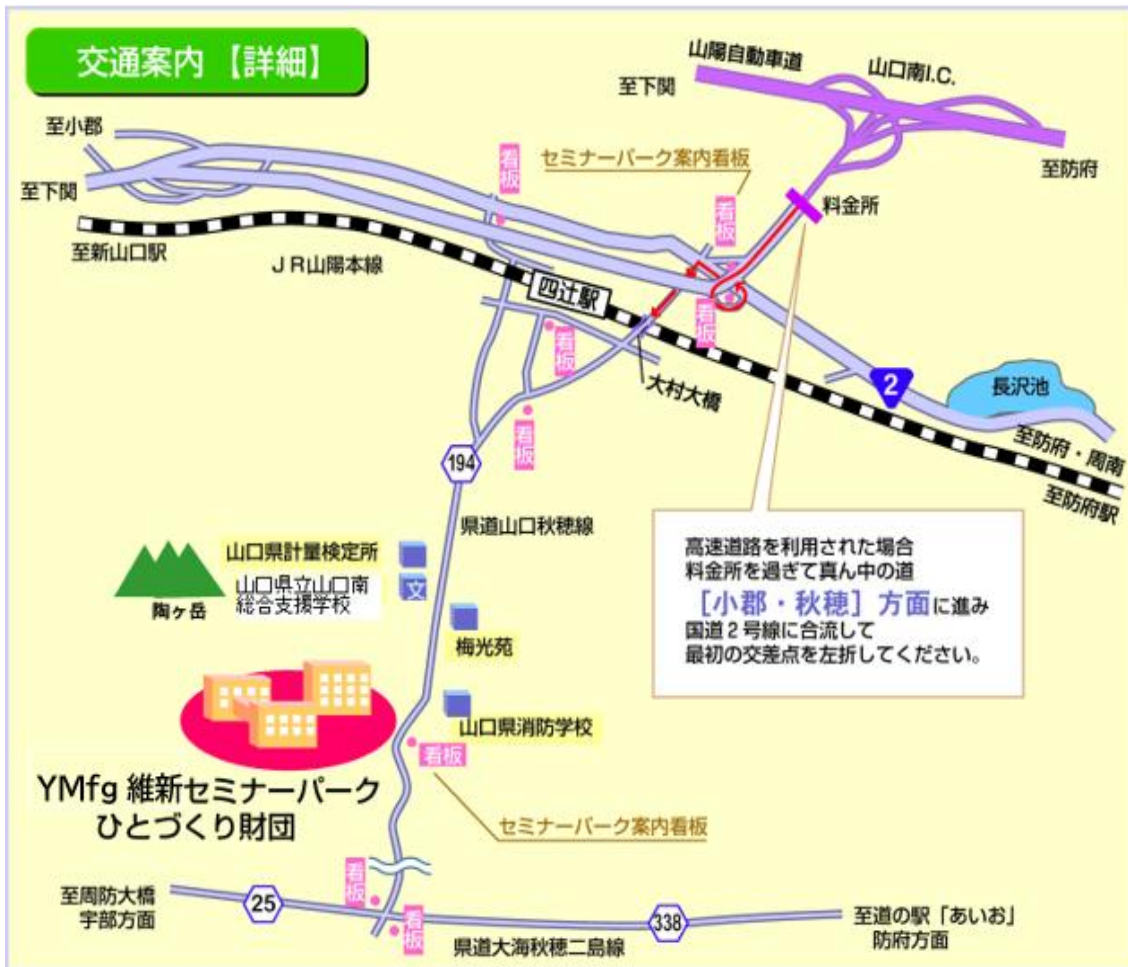 交通案内【詳細】
山陽自動車道
山口南I.C.
至下関
至防府
料金所
セミナーパーク案内看板
看板
看板
看板
至小郡
至下関
至新山口駅
JR山陽本線
四辻駅
看板
大村大橋
看板
2
長沢池
至防府・周南
至防府駅
194
県道山口秋穂線
高速道路を利用された場合
料金所を過ぎて真ん中の道
[小郡・秋穂]方面に進み
国道2号線に合流して
最初の交差点を左折してください。
山口県計量検定所
山口県立山口南
総合支援学校
文
陶ヶ岳
梅光苑
山口県消防学校
看板
YMfg 維新セミナーパーク
ひとづくり財団
セミナーパーク案内看板
看板
看板
至周防大橋
宇部方面
25
県道大海秋穂二島線
338
至道の駅「あいお」
防府方面